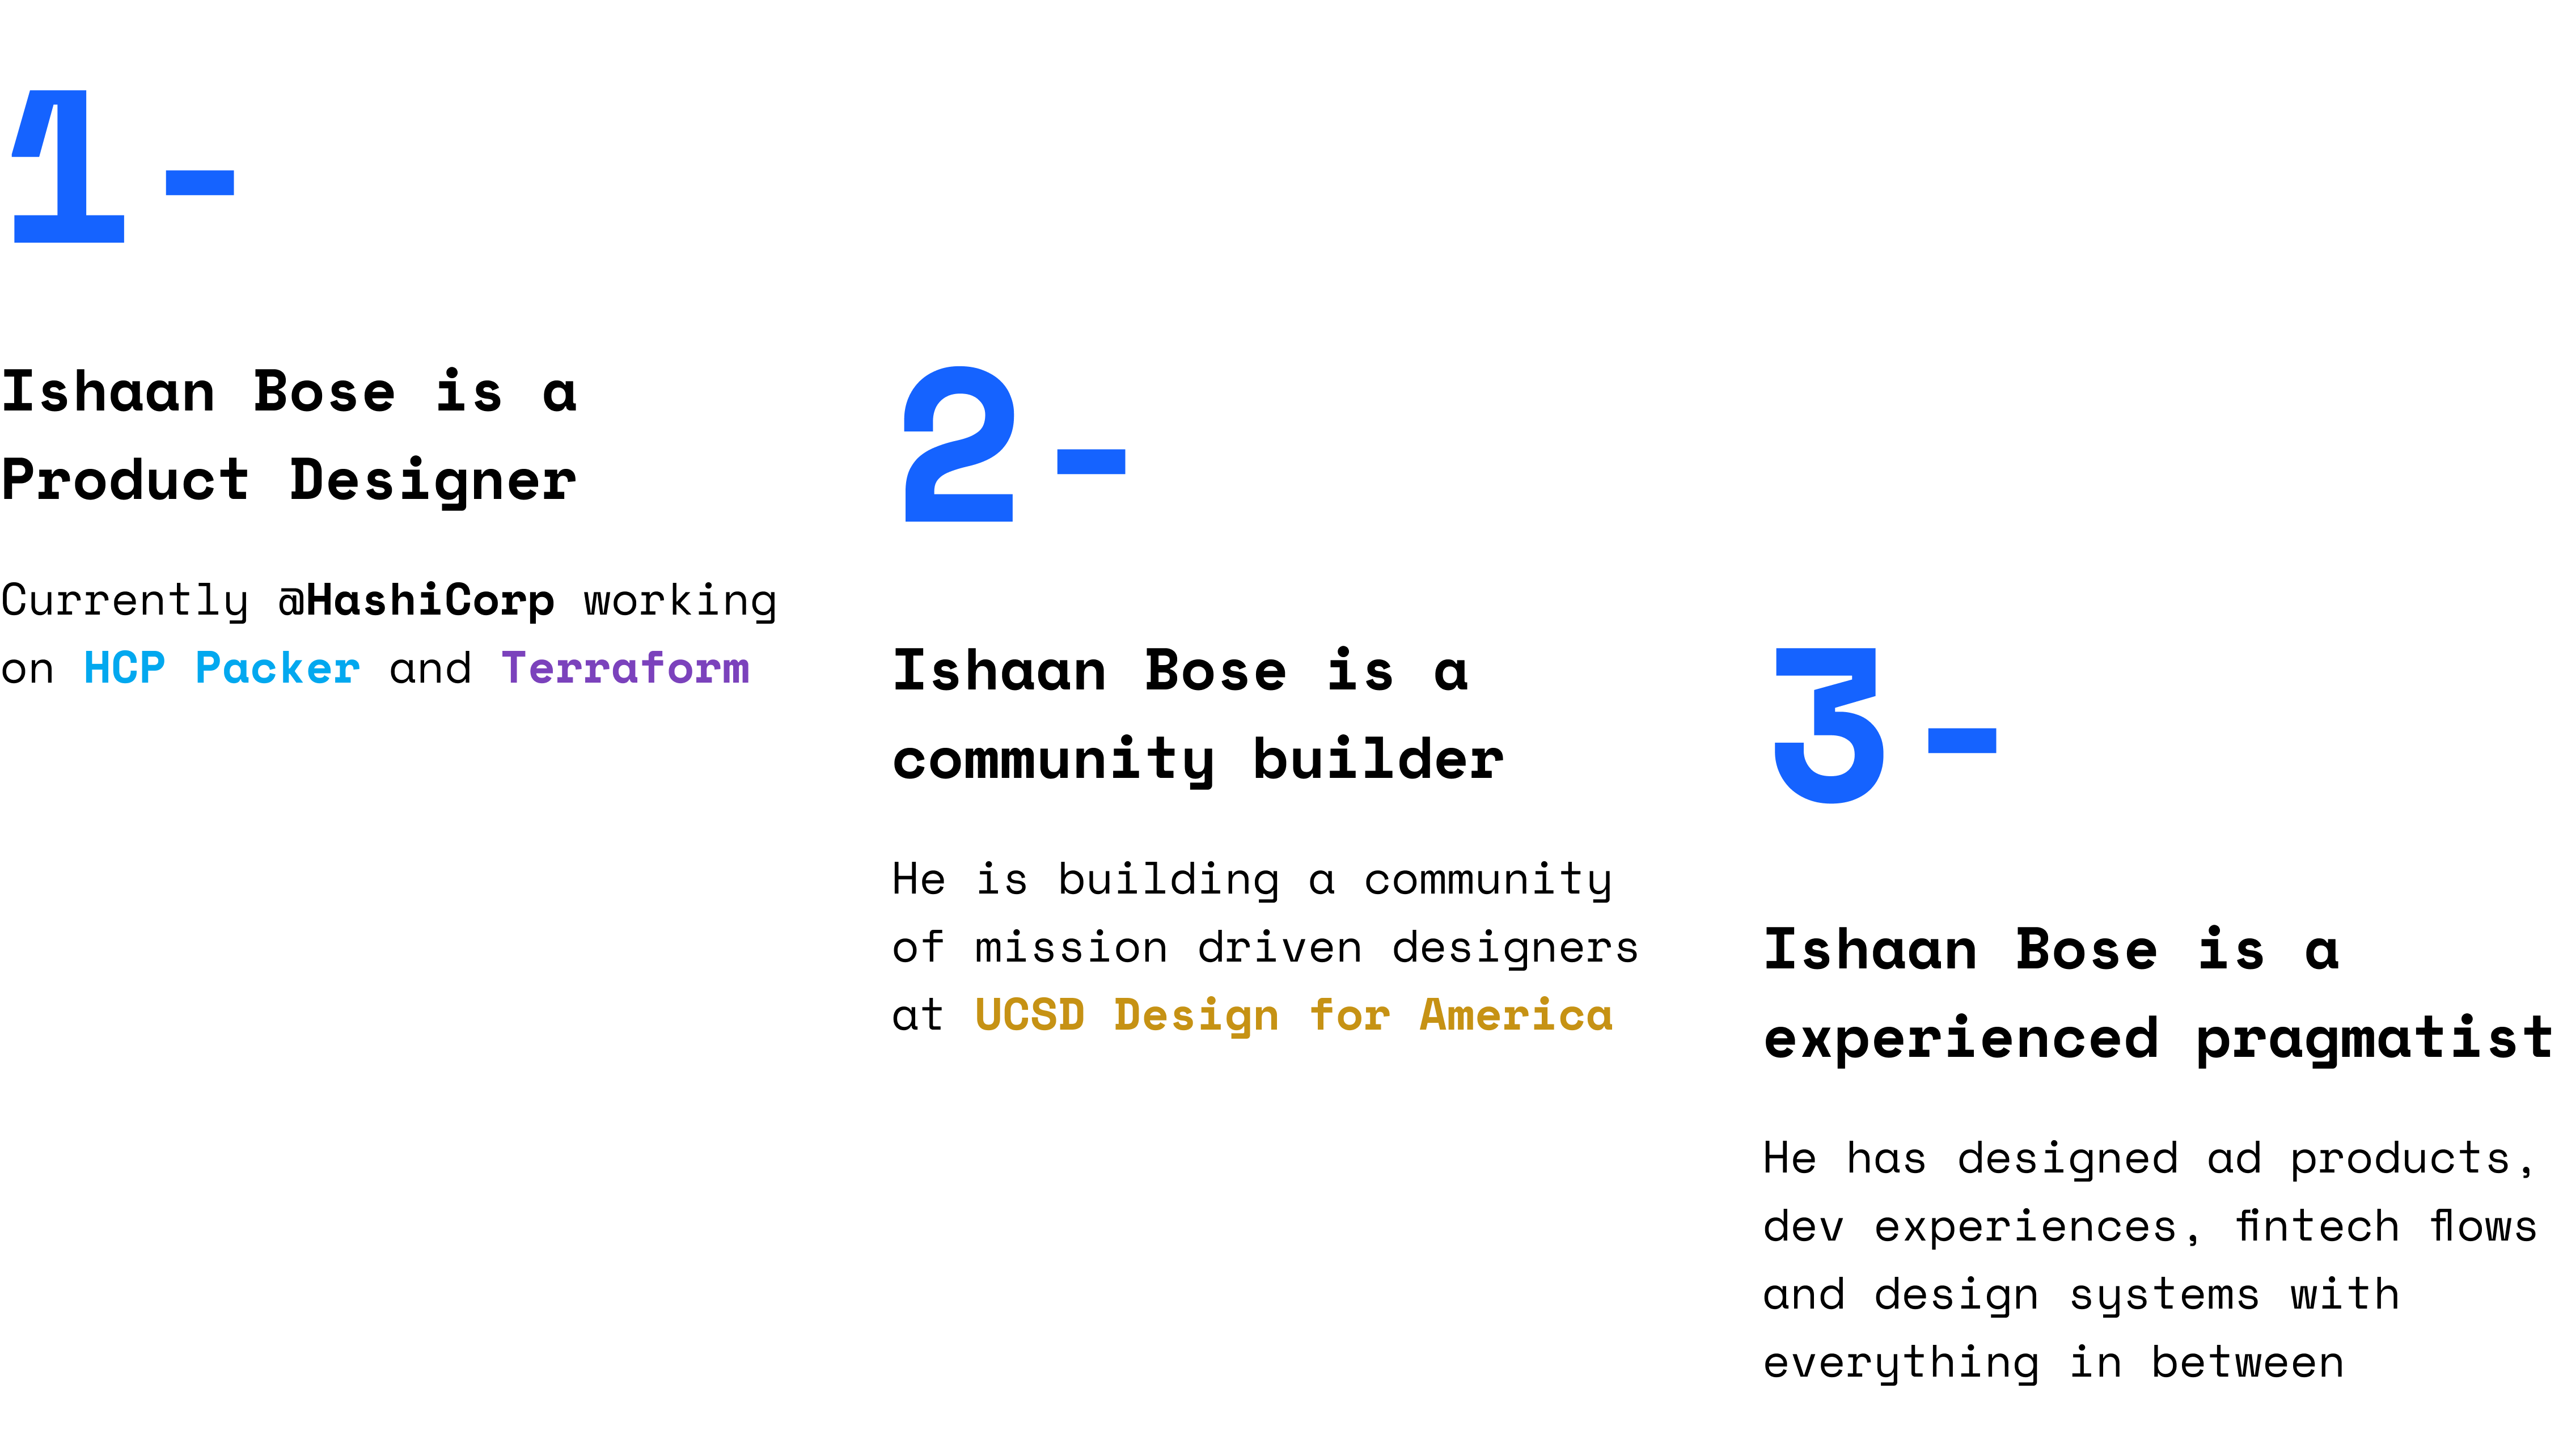 1-
Ishaan Bose is a
Product Designer
Currently @HashiCorp working
on HCP Packer and Terraform
2-
Ishaan Bose is a
community builder
He is building a community
of mission driven designers
at UCSD Design for America
3-
Ishaan Bose is a
experienced pragmatist
He has designed ad products,
dev experiences, fintech flows
and design systems with
everything in between